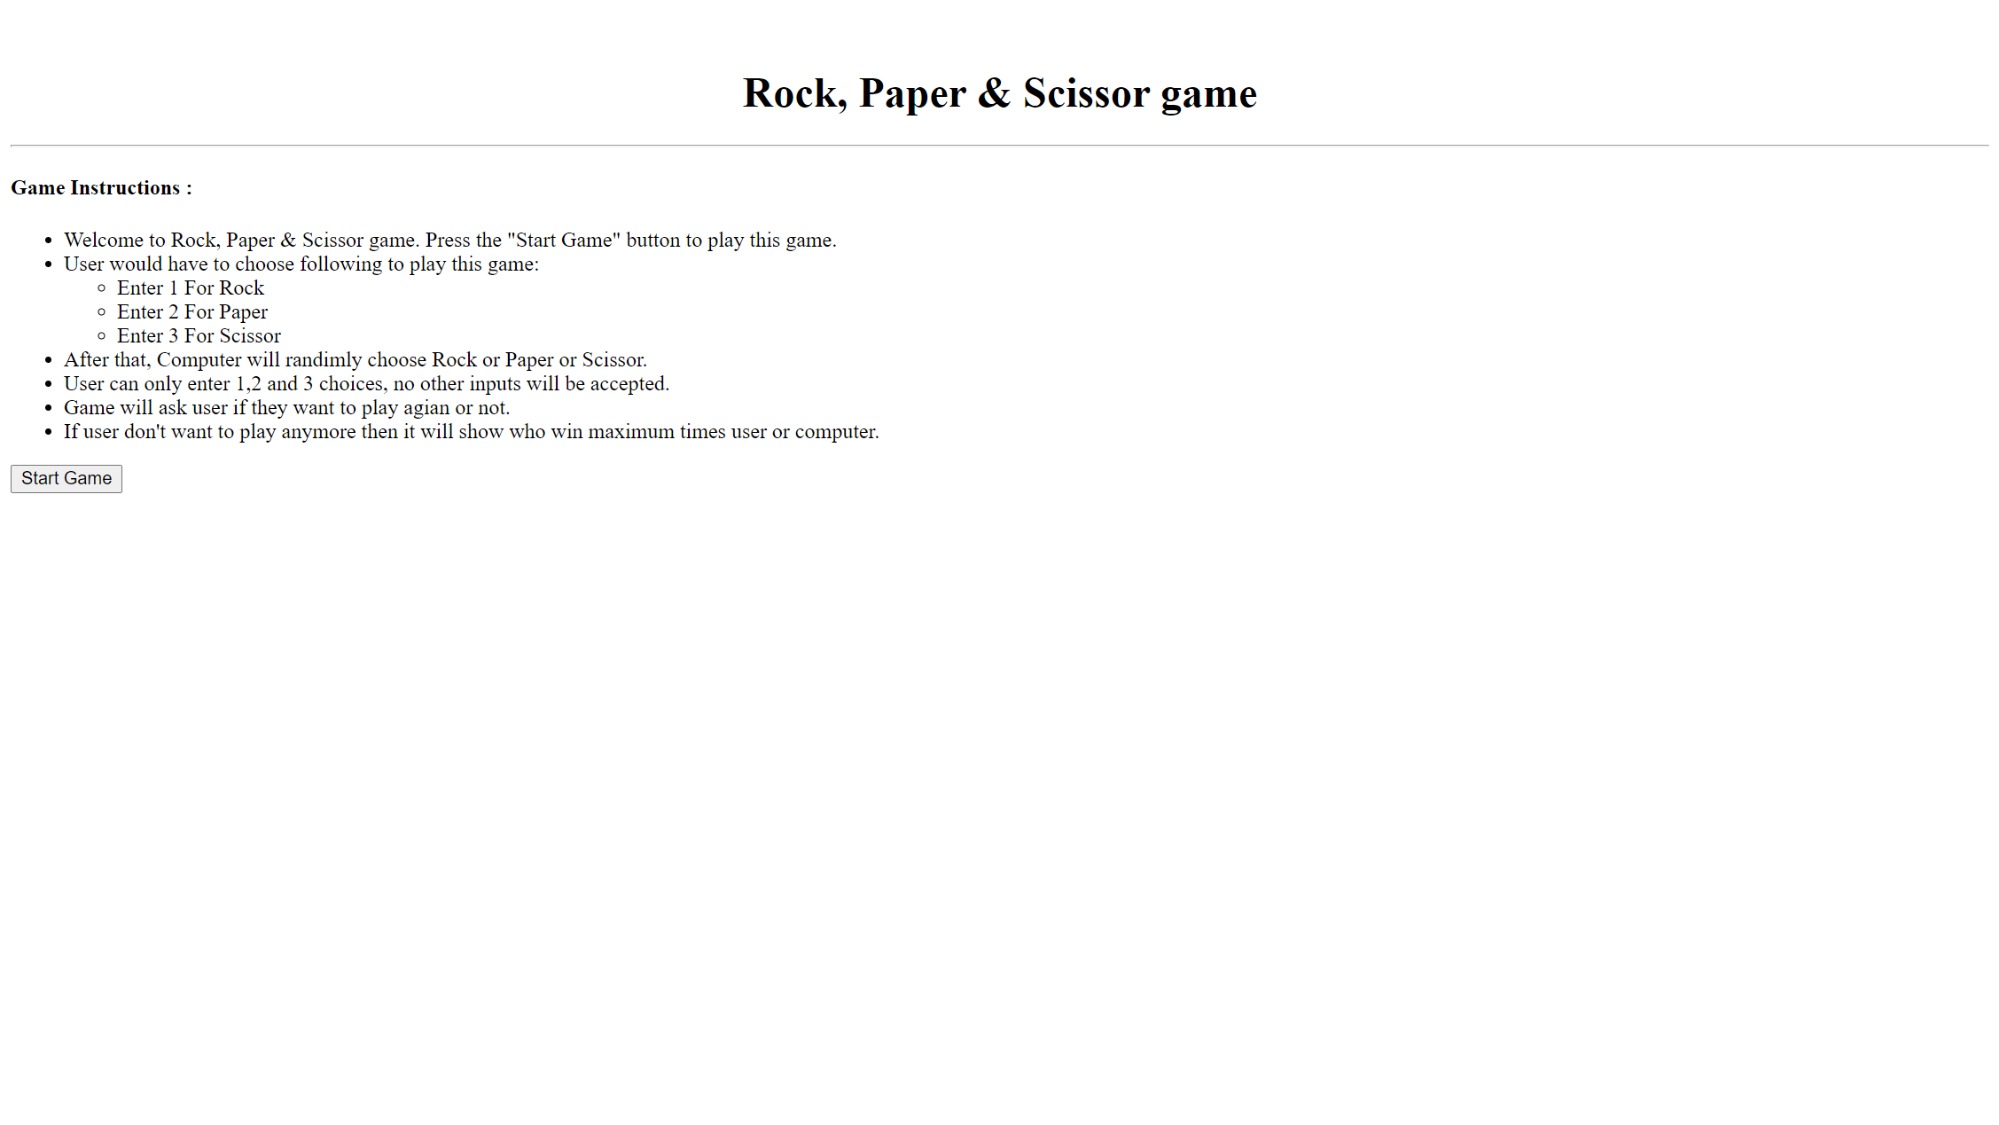 Rock, Paper & Scissor game
Game Instructions :
Welcome to Rock, Paper & Scissor game. Press the "Start Game" button to play this game.
User would have to choose following to play this game:
Enter 1 For Rock
Enter 2 For Paper
Enter 3 For Scissor
After that, Computer will randimly choose Rock or Paper or Scissor.
User can only enter 1,2 and 3 choices, no other inputs will be accepted.
Game will ask user if they want to play agian or not.
If user don't want to play anymore then it will show who win maximum times user or computer.
Start Game